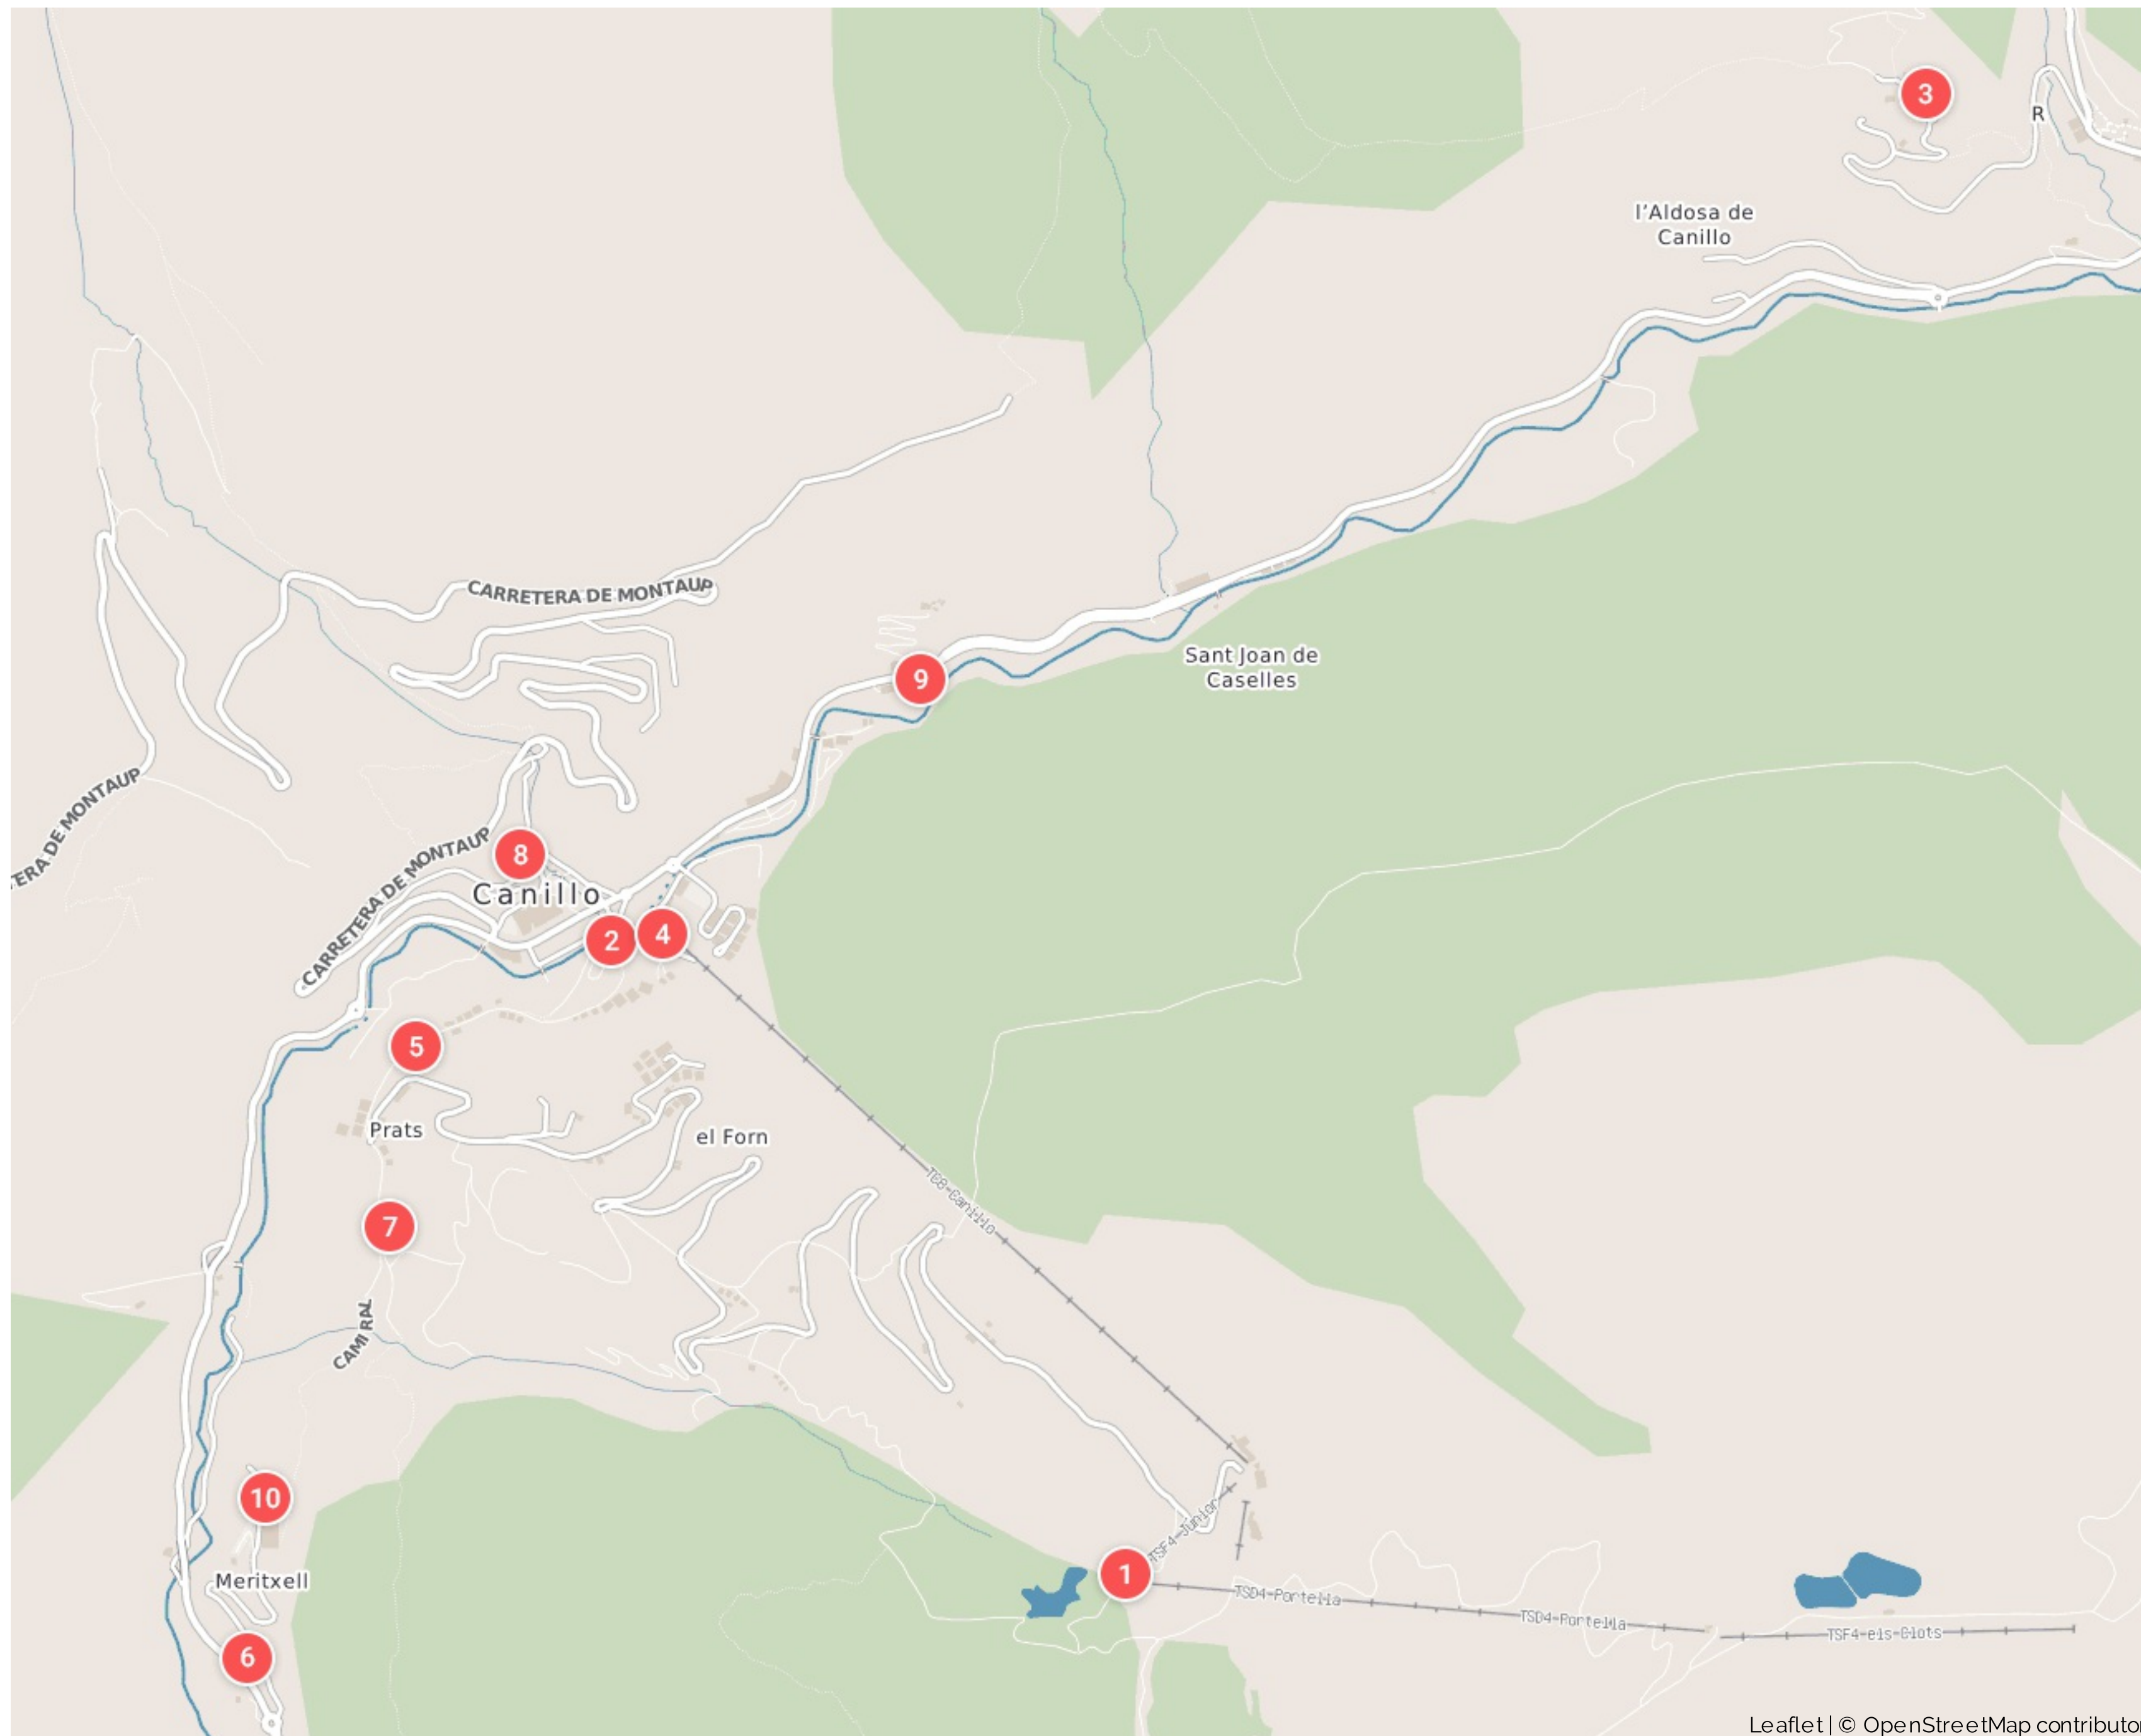 3
R
l'Aldosa de
Canillo
CARRETERA DE MONTAUP
Sant Joan de
Caselles
9
TERA DE MONTAUP
CARRETERA DE MONTAUP
8
Canillo
2
4
5
Prats
el Forn
TC8-Canillo
7
CAMI RAL
10
TSF4-Junior
1
Meritxell
TSD4-Portella
TSD4-Portella
TSF4-els-Clots
6
Leaflet | © OpenStreetMap contributo